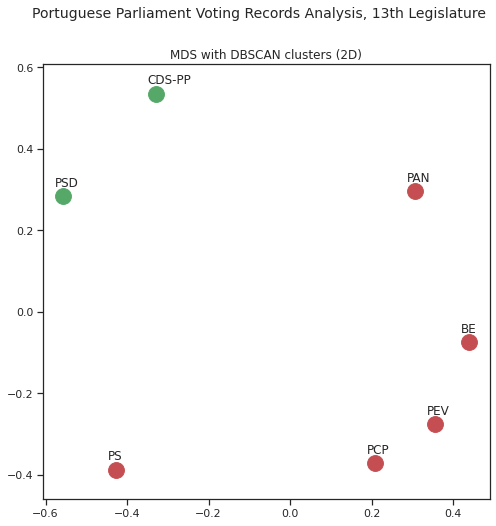 Portuguese Parliament Voting Records Analysis, 13th Legislature
MDS with DBSCAN clusters (2D)
0.6
CDS-PP
0.4
PSD
PAN
0.2
0.0
BE
−0.2
PEV
PCP
PS
−0.4
−0.6 −0.4 −0.2 0.0 0.2 0.4